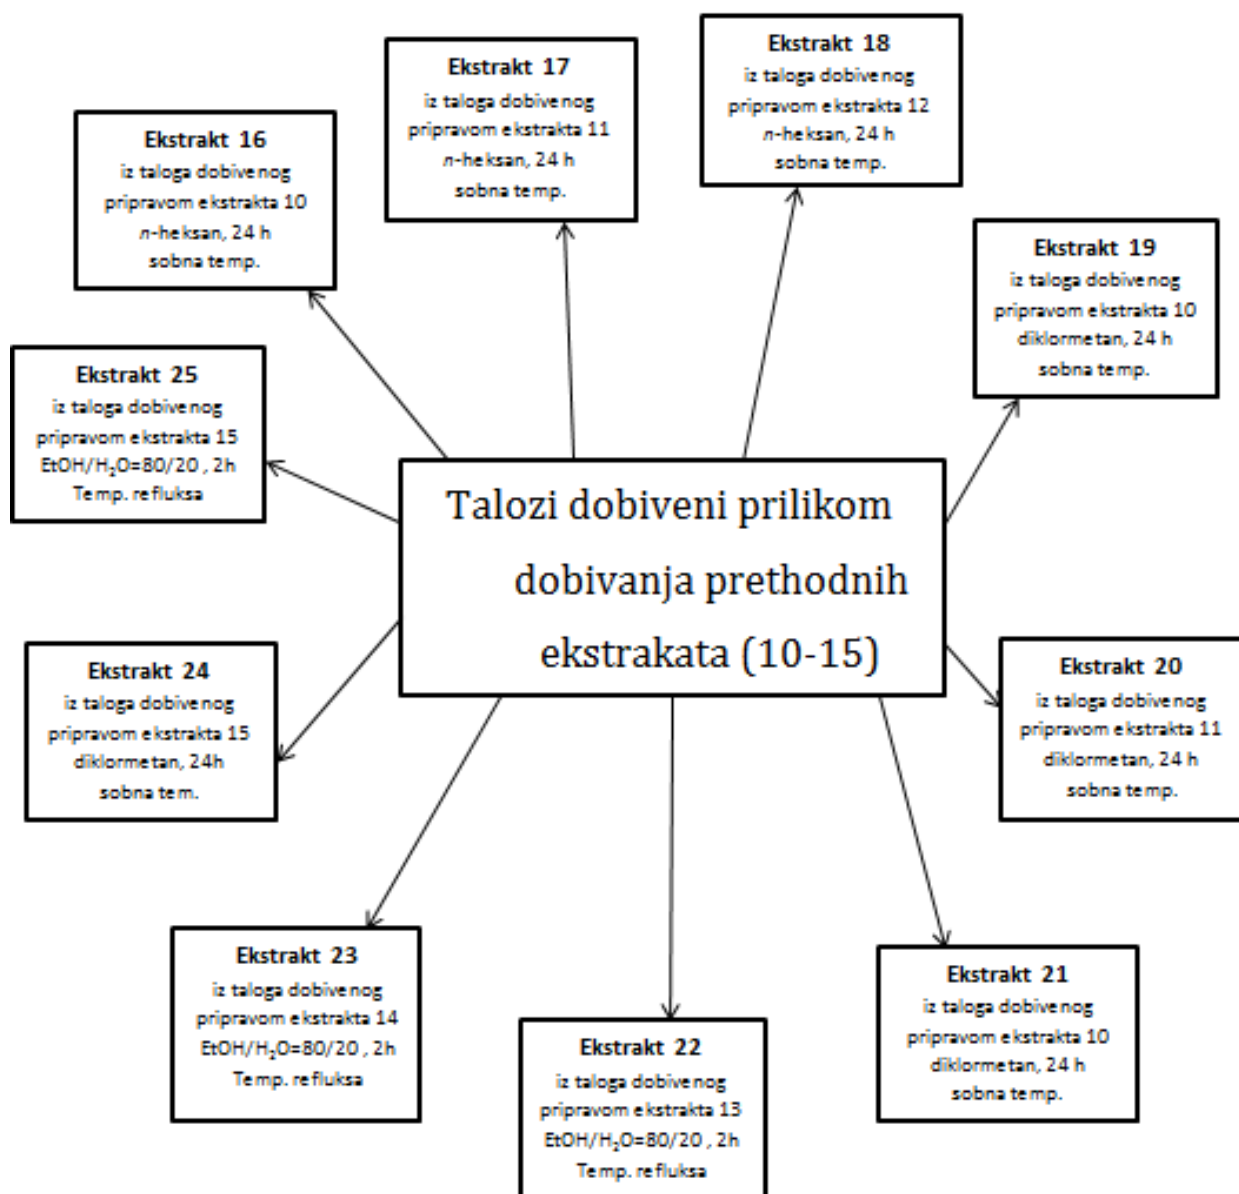 Ekstrakt 18
iz taloga dobivenog
pripravom ekstrakta 12
n-heksan, 24 h
sobna temp.
Ekstrakt 17
iz taloga dobivenog
pripravom ekstrakta 11
n-heksan, 24 h
sobna temp.
Ekstrakt 16
iz taloga dobivenog
pripravom ekstrakta 10
n-heksan, 24 h
sobna temp.
Ekstrakt 19
iz taloga dobivenog
pripravom ekstrakta 10
diklormetan, 24 h
sobna temp.
Ekstrakt 25
iz taloga dobivenog
pripravom ekstrakta 15
EtOH/H₂O=80/20 , 2h
Temp. refluksa
Talozi dobiveni prilikom
dobivanja prethodnih
ekstrakata (10-15)
Ekstrakt 24
iz taloga dobivenog
pripravom ekstrakta 15
diklormetan, 24h
sobna tem.
Ekstrakt 20
iz taloga dobivenog
pripravom ekstrakta 11
diklormetan, 24 h
sobna temp.
Ekstrakt 23
iz taloga dobivenog
pripravom ekstrakta 14
EtOH/H₂O=80/20 , 2h
Temp. refluksa
Ekstrakt 22
iz taloga dobivenog
pripravom ekstrakta 13
EtOH/H₂O=80/20 , 2h
Temp. refluksa
Ekstrakt 21
iz taloga dobivenog
pripravom ekstrakta 10
diklormetan, 24 h
sobna temp.